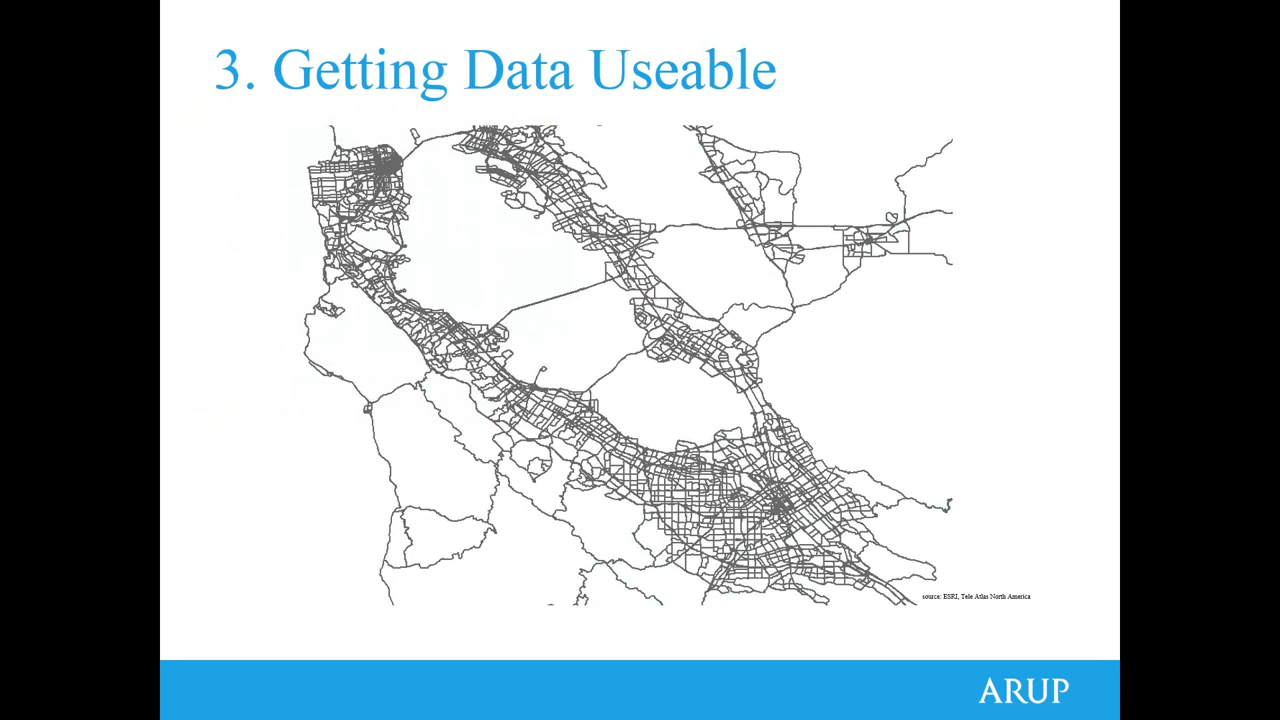 3. Getting Data Useable
source: ESRI, Tele Atlas North America
ARUP